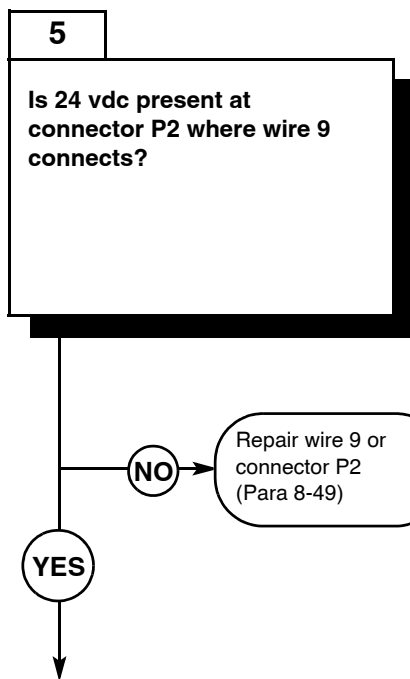 5
Is 24 vdc present at
connector P2 where wire 9
connects?
NO
Repair wire 9 or
connector P2
(Para 8-49)
YES